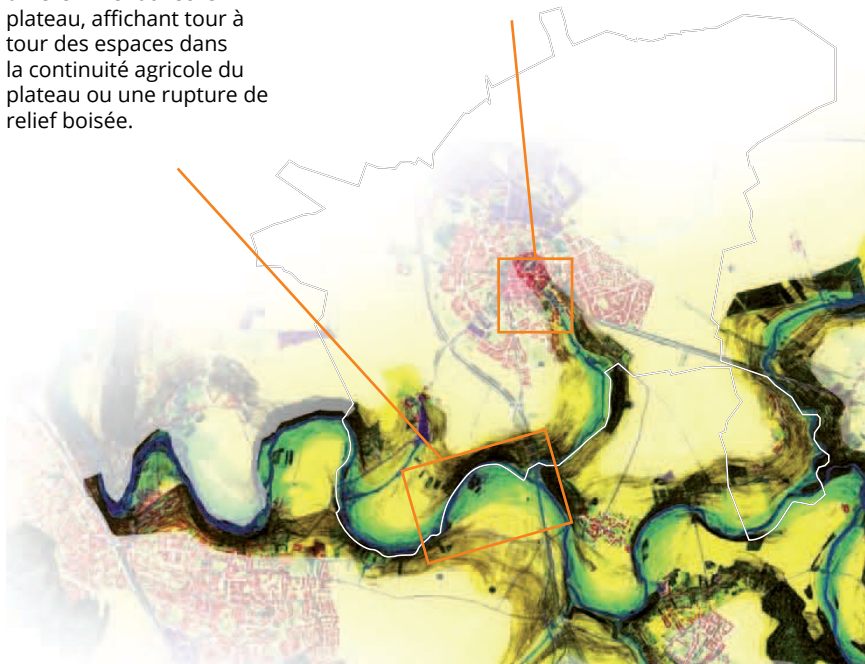 plateau, affichant tour à
tour des espaces dans
la continuité agricole du
plateau ou une rupture de
relief boisée.